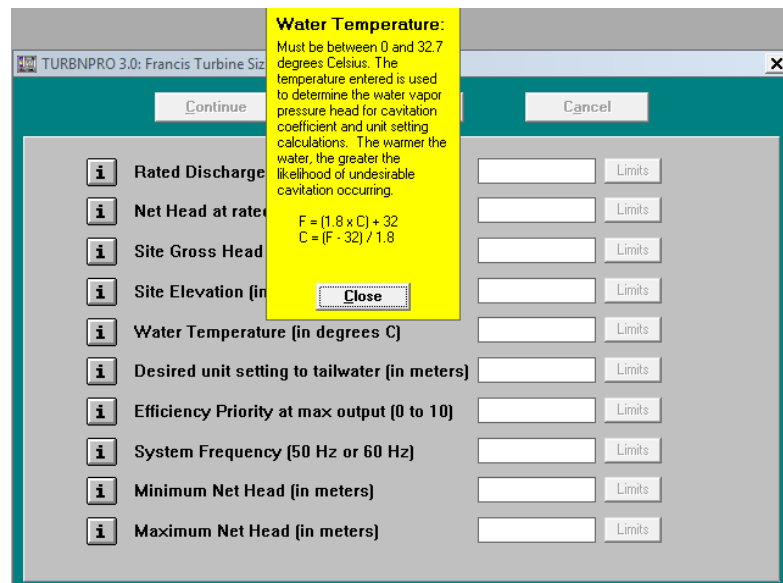 Water Temperature:
Must be between 0 and 32.7
degrees Celsius. The
temperature entered is used
to determine the water vapor
pressure head for cavitation
coefficient and unit setting
calculations. The warmer the
water, the greater the
likelihood of undesirable
cavitation occurring.
F = (1.8 x C) + 32
C = (F - 32) / 1.8
Close
TURBNPRO 3.0: Francis Turbine Siz
Continue
Cancel
i Rated Discharge Limits
i Net Head at rated Limits
i Site Gross Head Limits
i Site Elevation (in Limits
i Water Temperature (in degrees C) Limits
i Desired unit setting to tailwater (in meters) Limits
i Efficiency Priority at max output (0 to 10) Limits
i System Frequency (50 Hz or 60 Hz) Limits
i Minimum Net Head (in meters) Limits
i Maximum Net Head (in meters) Limits